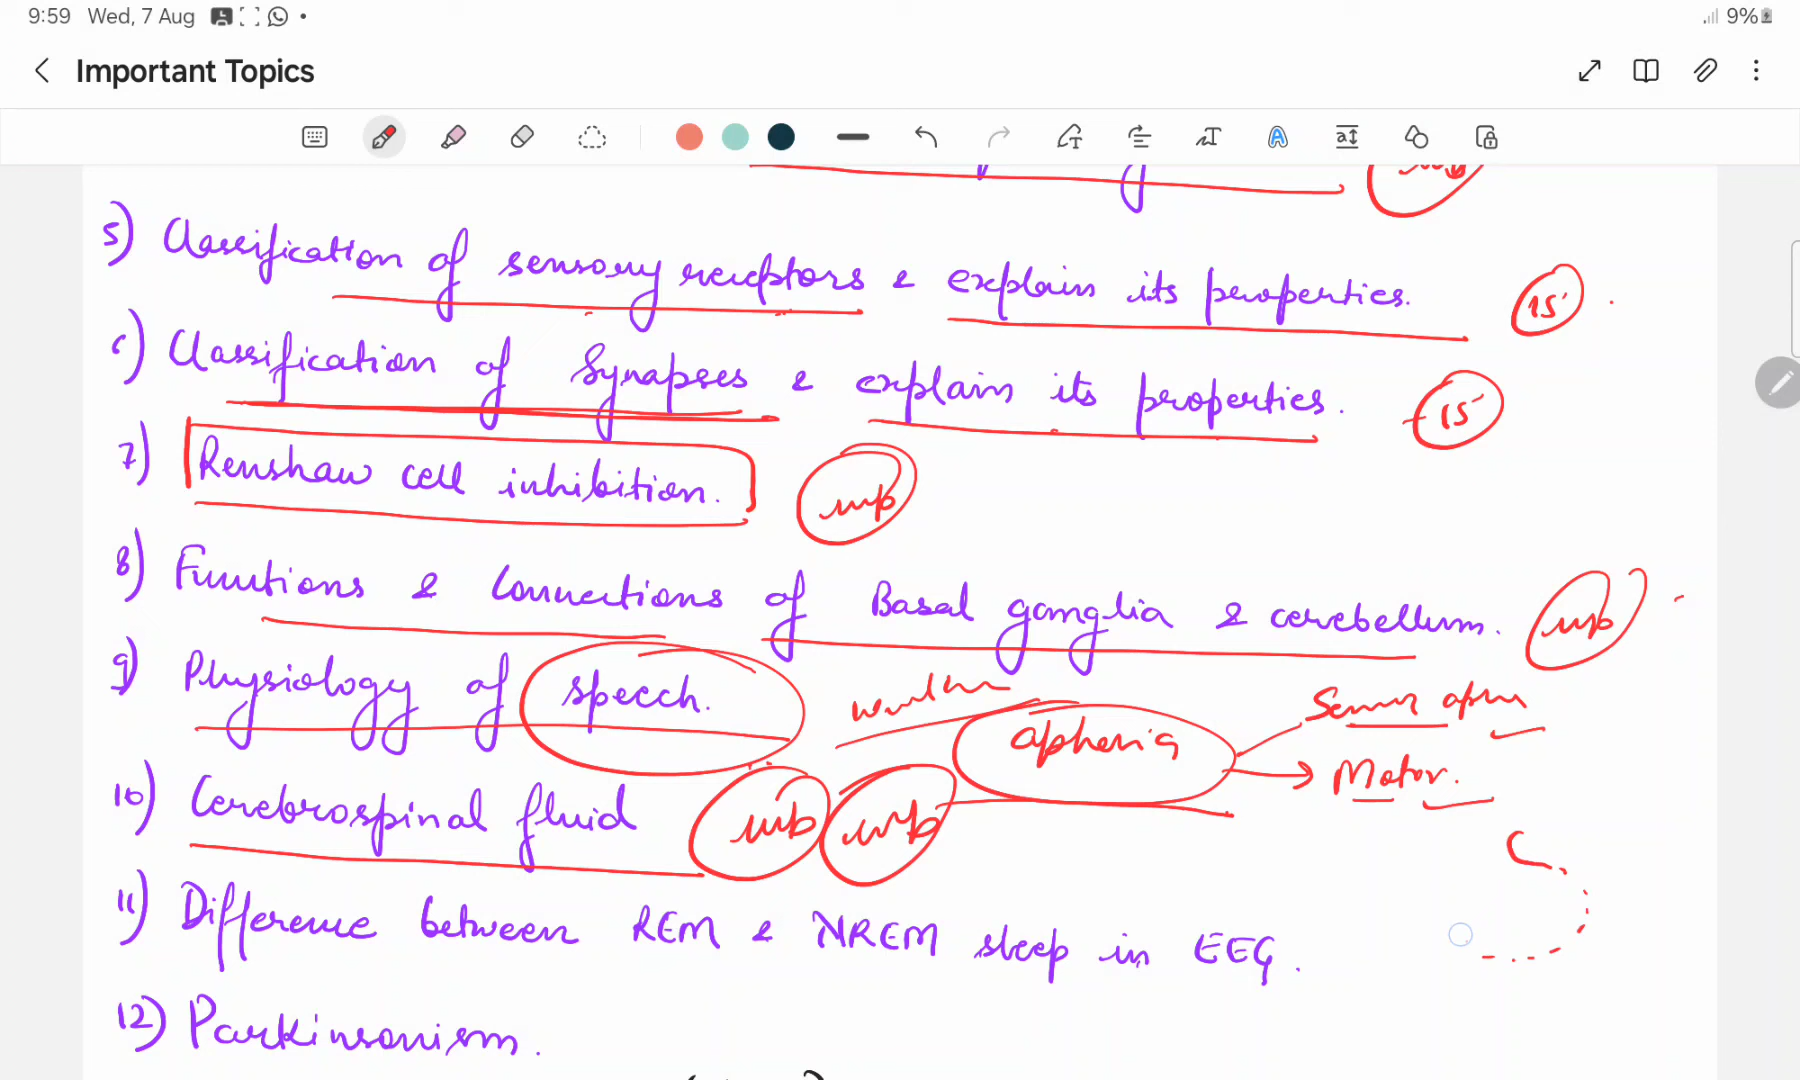 9:59 Wed, 7 Aug 9%
Important Topics
5) Classification of sensory receptors & explain its properties. 15
6) Classification of Synapses & explain its properties. - 15
7) Renshaw cell inhibition. imp
8) Functions & Connections of Basal ganglia & cerebellum. imp
9) Physiology of speech.
aphasia
Motor.
10) Cerebrospinal fluid imp imp
11) Difference between REM & NREM sleep in EEG.
12) Parkinsonism.